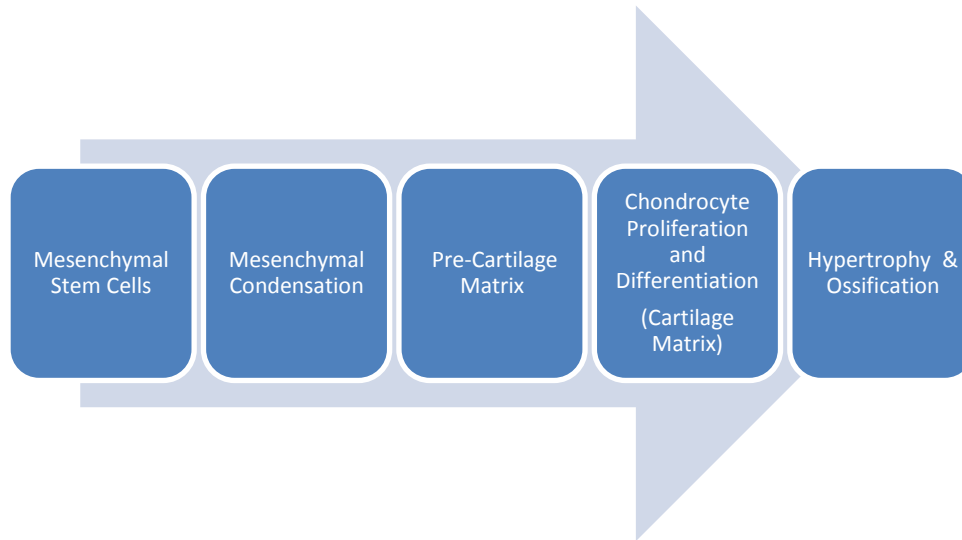 Mesenchymal
Stem Cells
Mesenchymal
Condensation
Pre-Cartilage
Matrix
Chondrocyte
Proliferation
and
Differentiation
(Cartilage
Matrix)
Hypertrophy &
Ossification